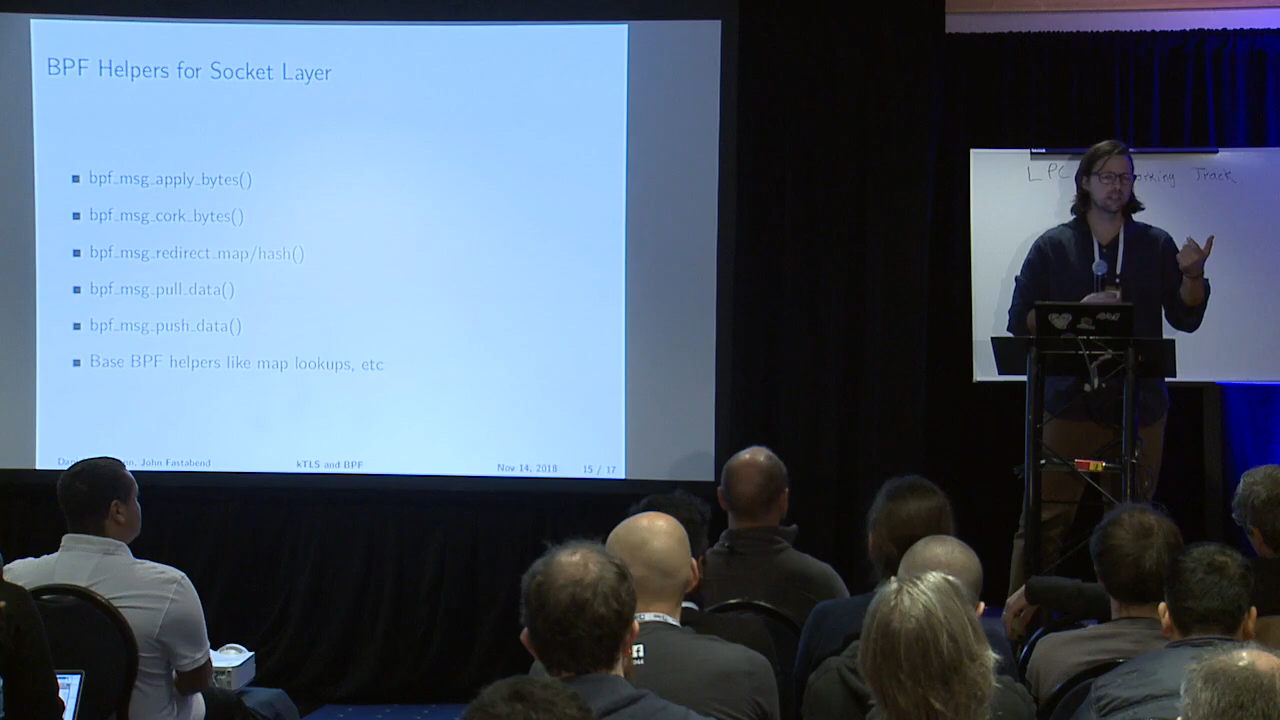 BPF Helpers for Socket Layer
bpf_msg_apply_bytes()
bpf_msg_cork_bytes()
bpf_msg_redirect_map/hash()
bpf_msg_pull_data()
bpf_msg_push_data()
Base BPF helpers like map lookups, etc
John Fastabend
kTLS and BPF
Nov 14, 2018
15 / 17
LPC Track